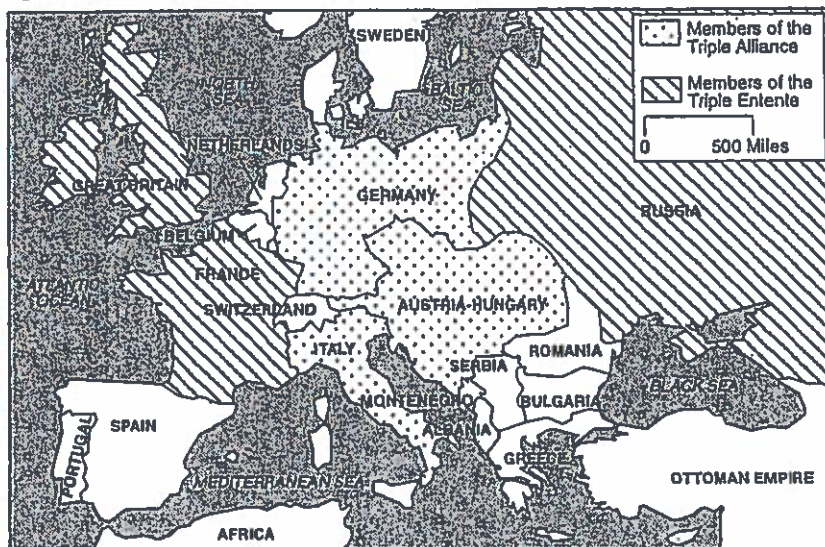 Members of the
Triple Alliance
Members of the
Triple Entente
0 500 Miles
SWEDEN
NORTH
SEA
BALTIC
SEA
NETHERLANDS
GREAT BRITAIN
GERMANY
RUSSIA
BELGIUM
ATLANTIC
OCEAN
FRANCE
SWITZERLAND
AUSTRIA-HUNGARY
ITALY
ROMANIA
SERBIA
BLACK SEA
MONTENEGRO
BULGARIA
SPAIN
ALBANIA
PORTUGAL
GREECE
MEDITERRANEAN SEA
OTTOMAN EMPIRE
AFRICA